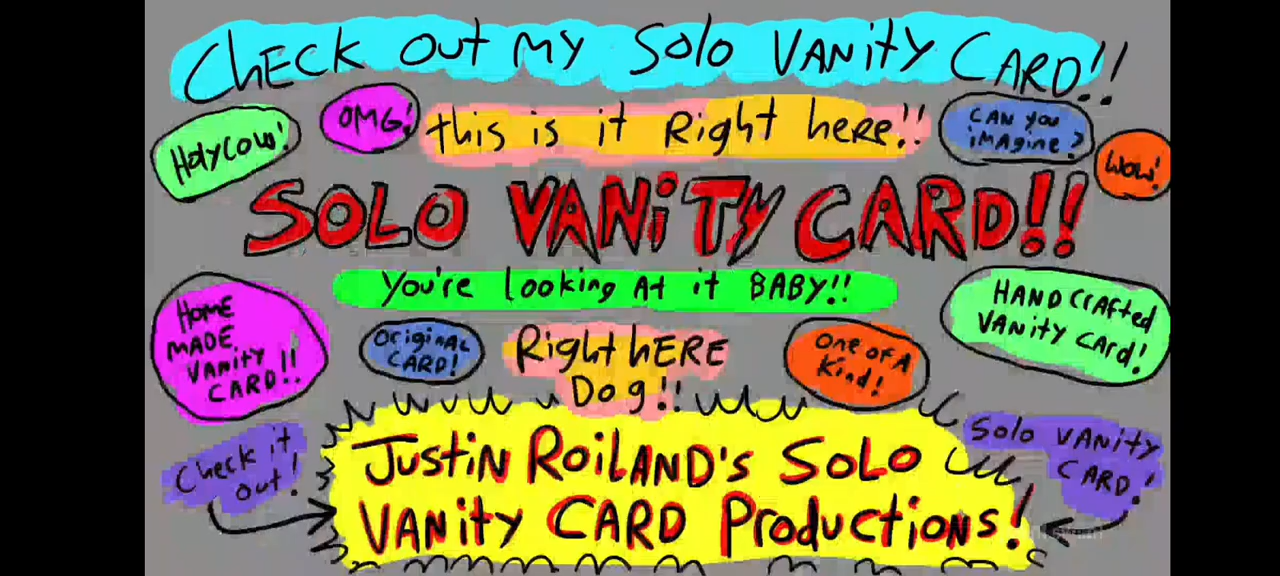 CHECK OUT MY SOLO VANITY CARD!!
HOLY COW!
OMG!
this is it Right here!!
CAN YOU
iMAGiNE?
WOW!
SOLO VANiTY CARD!!
You're looking At it BABY!!
HOME
MADE
VANiTY
CARD!!
ORiGiNAL
CARD!
Right hERE
Dog!!
One of A
Kind!
HANDCRAfted
VANiTY CARd!
Check it
out!
JUSTiN ROiLAND's SOLO
VANiTY CARD PRoductioNs!
Solo VANiTY
CARD!